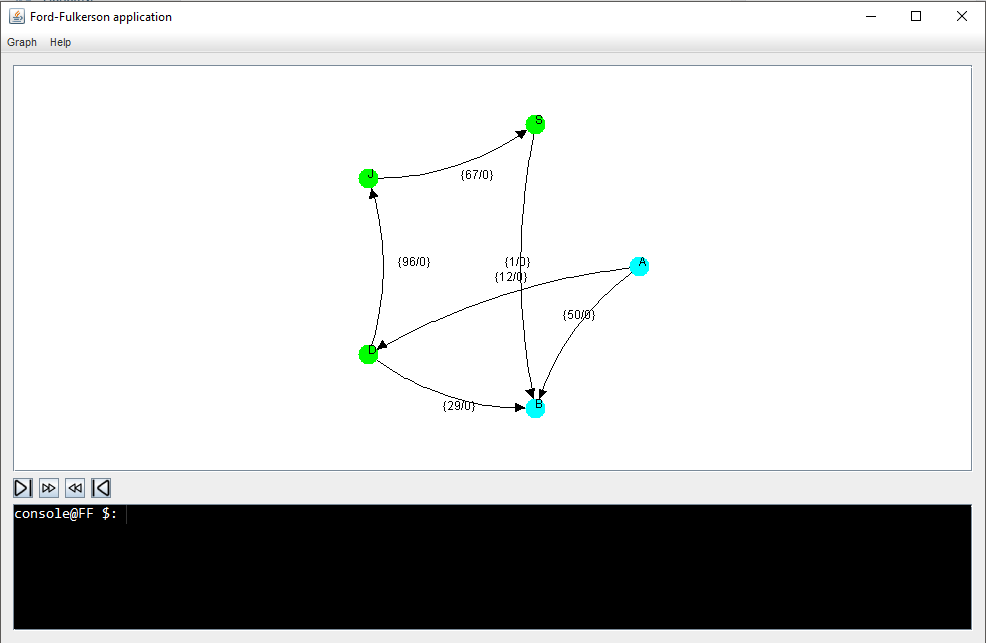 Ford-Fulkerson application
Graph Help
S
J
{67/0}
{96/0}
{1/0}
A
{12/0}
{50/0}
D
B
{29/0}
console@FF $: